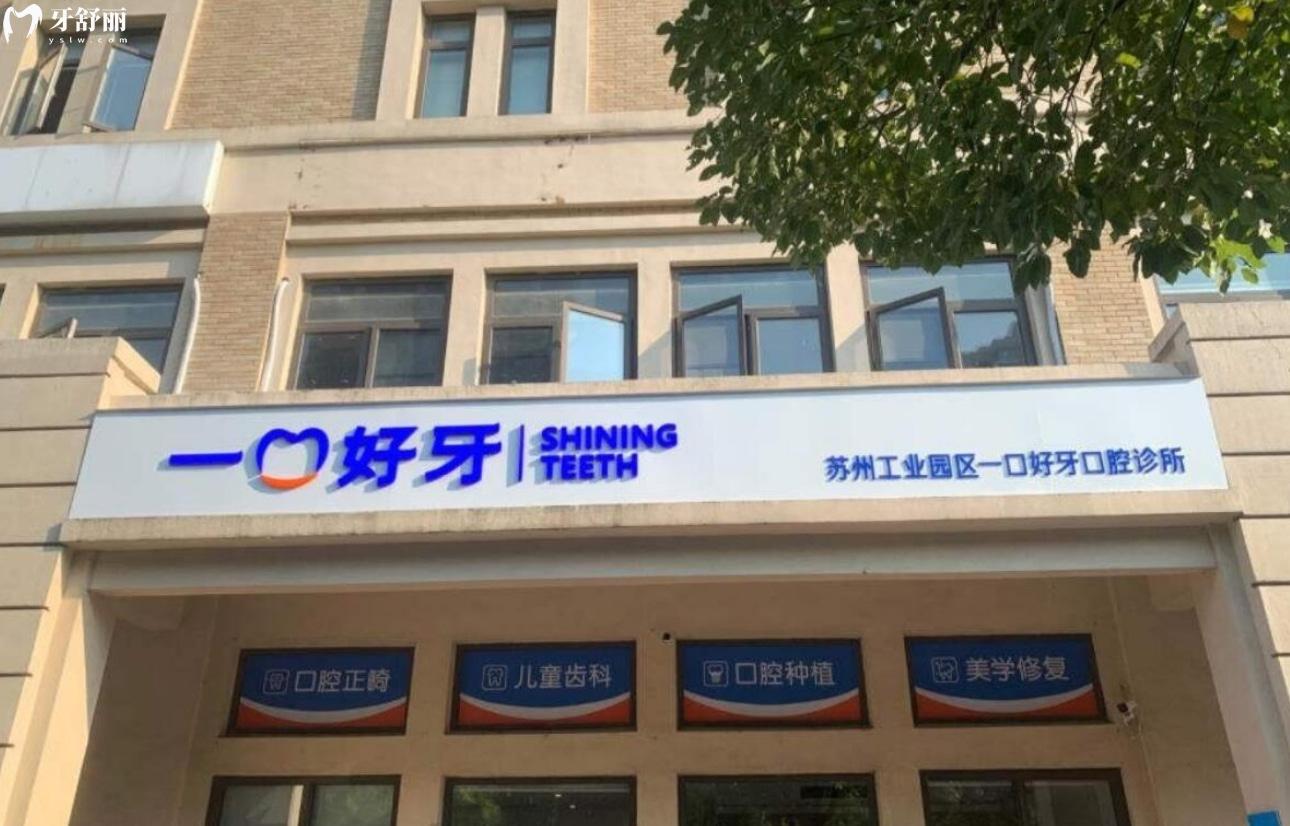 牙舒丽
yslw.com
一口好牙
SHINING
TEETH
苏州工业园区一口好牙口腔诊所
口腔正畸
儿童齿科
口腔种植
美学修复